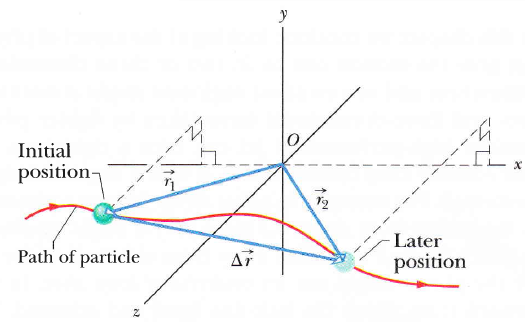 y
O
Initial
position
x
r⃗₁
r⃗₂
Path of particle
Δr⃗
Later
position
z